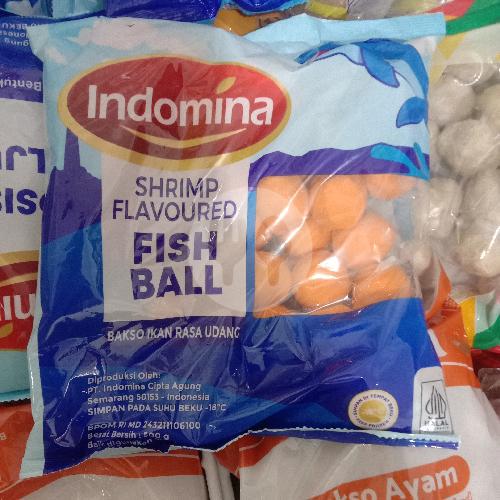 Indomina
SHRIMP
FLAVOURED
FISH
BALL
BAKSO IKAN RASA UDANG
Diproduksi Oleh:
PT. Indomina Cipta Agung
Semarang 50153 - Indonesia
SIMPAN PADA SUHU BEKU -18°C
BPOM RI MD 243211106100
Berat Bersih : 500 g
HALAL
Ayam